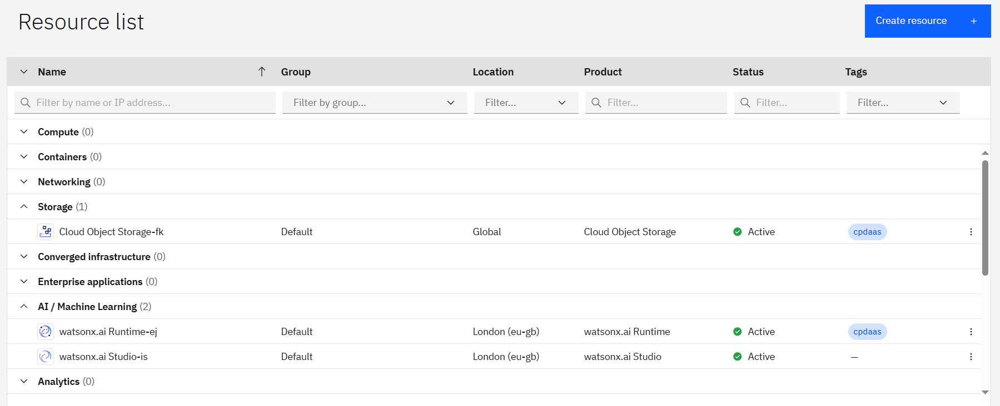 Resource list
Create resource +
Name Group Location Product Status Tags
Filter by name or IP address... Filter by group... Filter... Filter... Filter... Filter...
Compute (0)
Containers (0)
Networking (0)
Storage (1)
Cloud Object Storage-fk Default Global Cloud Object Storage Active cpdaas
Converged infrastructure (0)
Enterprise applications (0)
AI / Machine Learning (2)
watsonx.ai Runtime-ej Default London (eu-gb) watsonx.ai Runtime Active cpdaas
watsonx.ai Studio-is Default London (eu-gb) watsonx.ai Studio Active —
Analytics (0)